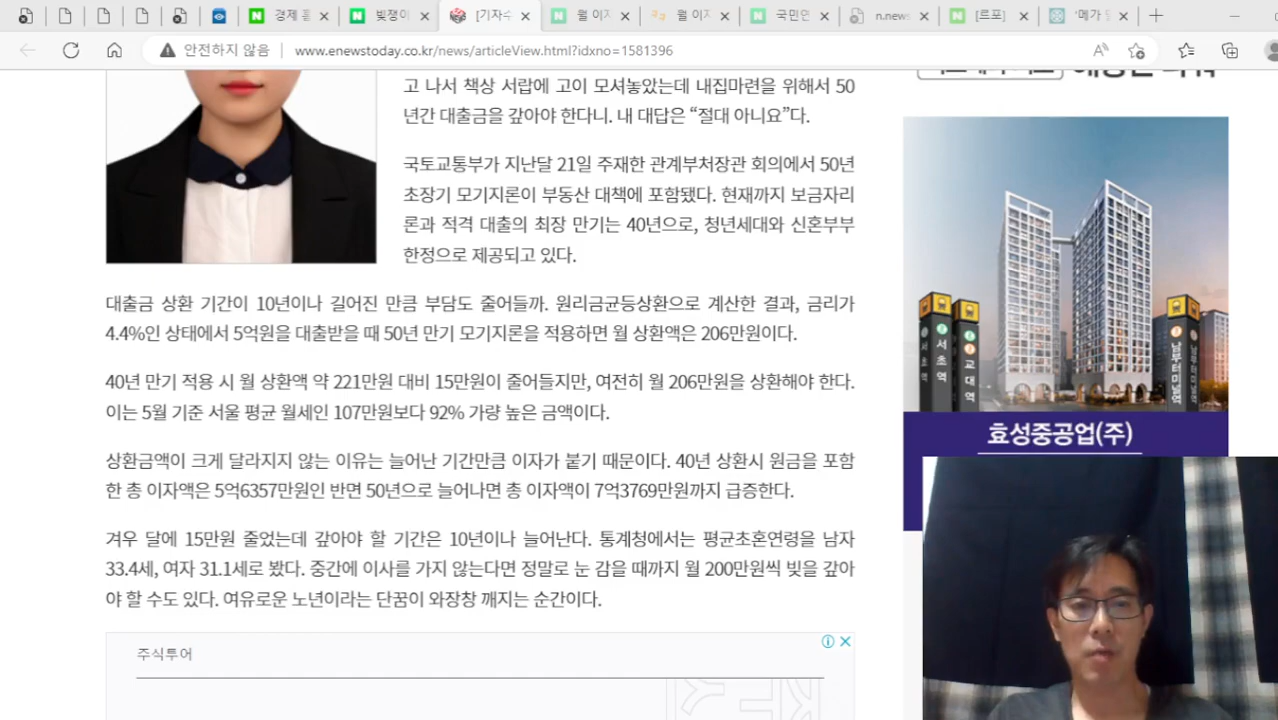 경제 홈
빚쟁이
[기자수
월 이자
월 이지
국민연
n.news
[르포]
'메가 딜
안전하지 않음
www.enewstoday.co.kr/news/articleView.html?idxno=1581396
고 나서 책상 서랍에 고이 모셔놓았는데 내집마련을 위해서 50
년간 대출금을 갚아야 한다니. 내 대답은 “절대 아니요”다.
국토교통부가 지난달 21일 주재한 관계부처장관 회의에서 50년
초장기 모기지론이 부동산 대책에 포함됐다. 현재까지 보금자리
론과 적격 대출의 최장 만기는 40년으로, 청년세대와 신혼부부
한정으로 제공되고 있다.
대출금 상환 기간이 10년이나 길어진 만큼 부담도 줄어들까. 원리금균등상환으로 계산한 결과, 금리가
4.4%인 상태에서 5억원을 대출받을 때 50년 만기 모기지론을 적용하면 월 상환액은 206만원이다.
40년 만기 적용 시 월 상환액 약 221만원 대비 15만원이 줄어들지만, 여전히 월 206만원을 상환해야 한다.
이는 5월 기준 서울 평균 월세인 107만원보다 92% 가량 높은 금액이다.
상환금액이 크게 달라지지 않는 이유는 늘어난 기간만큼 이자가 붙기 때문이다. 40년 상환시 원금을 포함
한 총 이자액은 5억6357만원인 반면 50년으로 늘어나면 총 이자액이 7억3769만원까지 급증한다.
겨우 달에 15만원 줄었는데 갚아야 할 기간은 10년이나 늘어난다. 통계청에서는 평균초혼연령을 남자
33.4세, 여자 31.1세로 봤다. 중간에 이사를 가지 않는다면 정말로 눈 감을 때까지 월 200만원씩 빚을 갚아
야 할 수도 있다. 여유로운 노년이라는 단꿈이 와장창 깨지는 순간이다.
주식투어
서초역
교대역
남부터미널역
효성중공업(주)